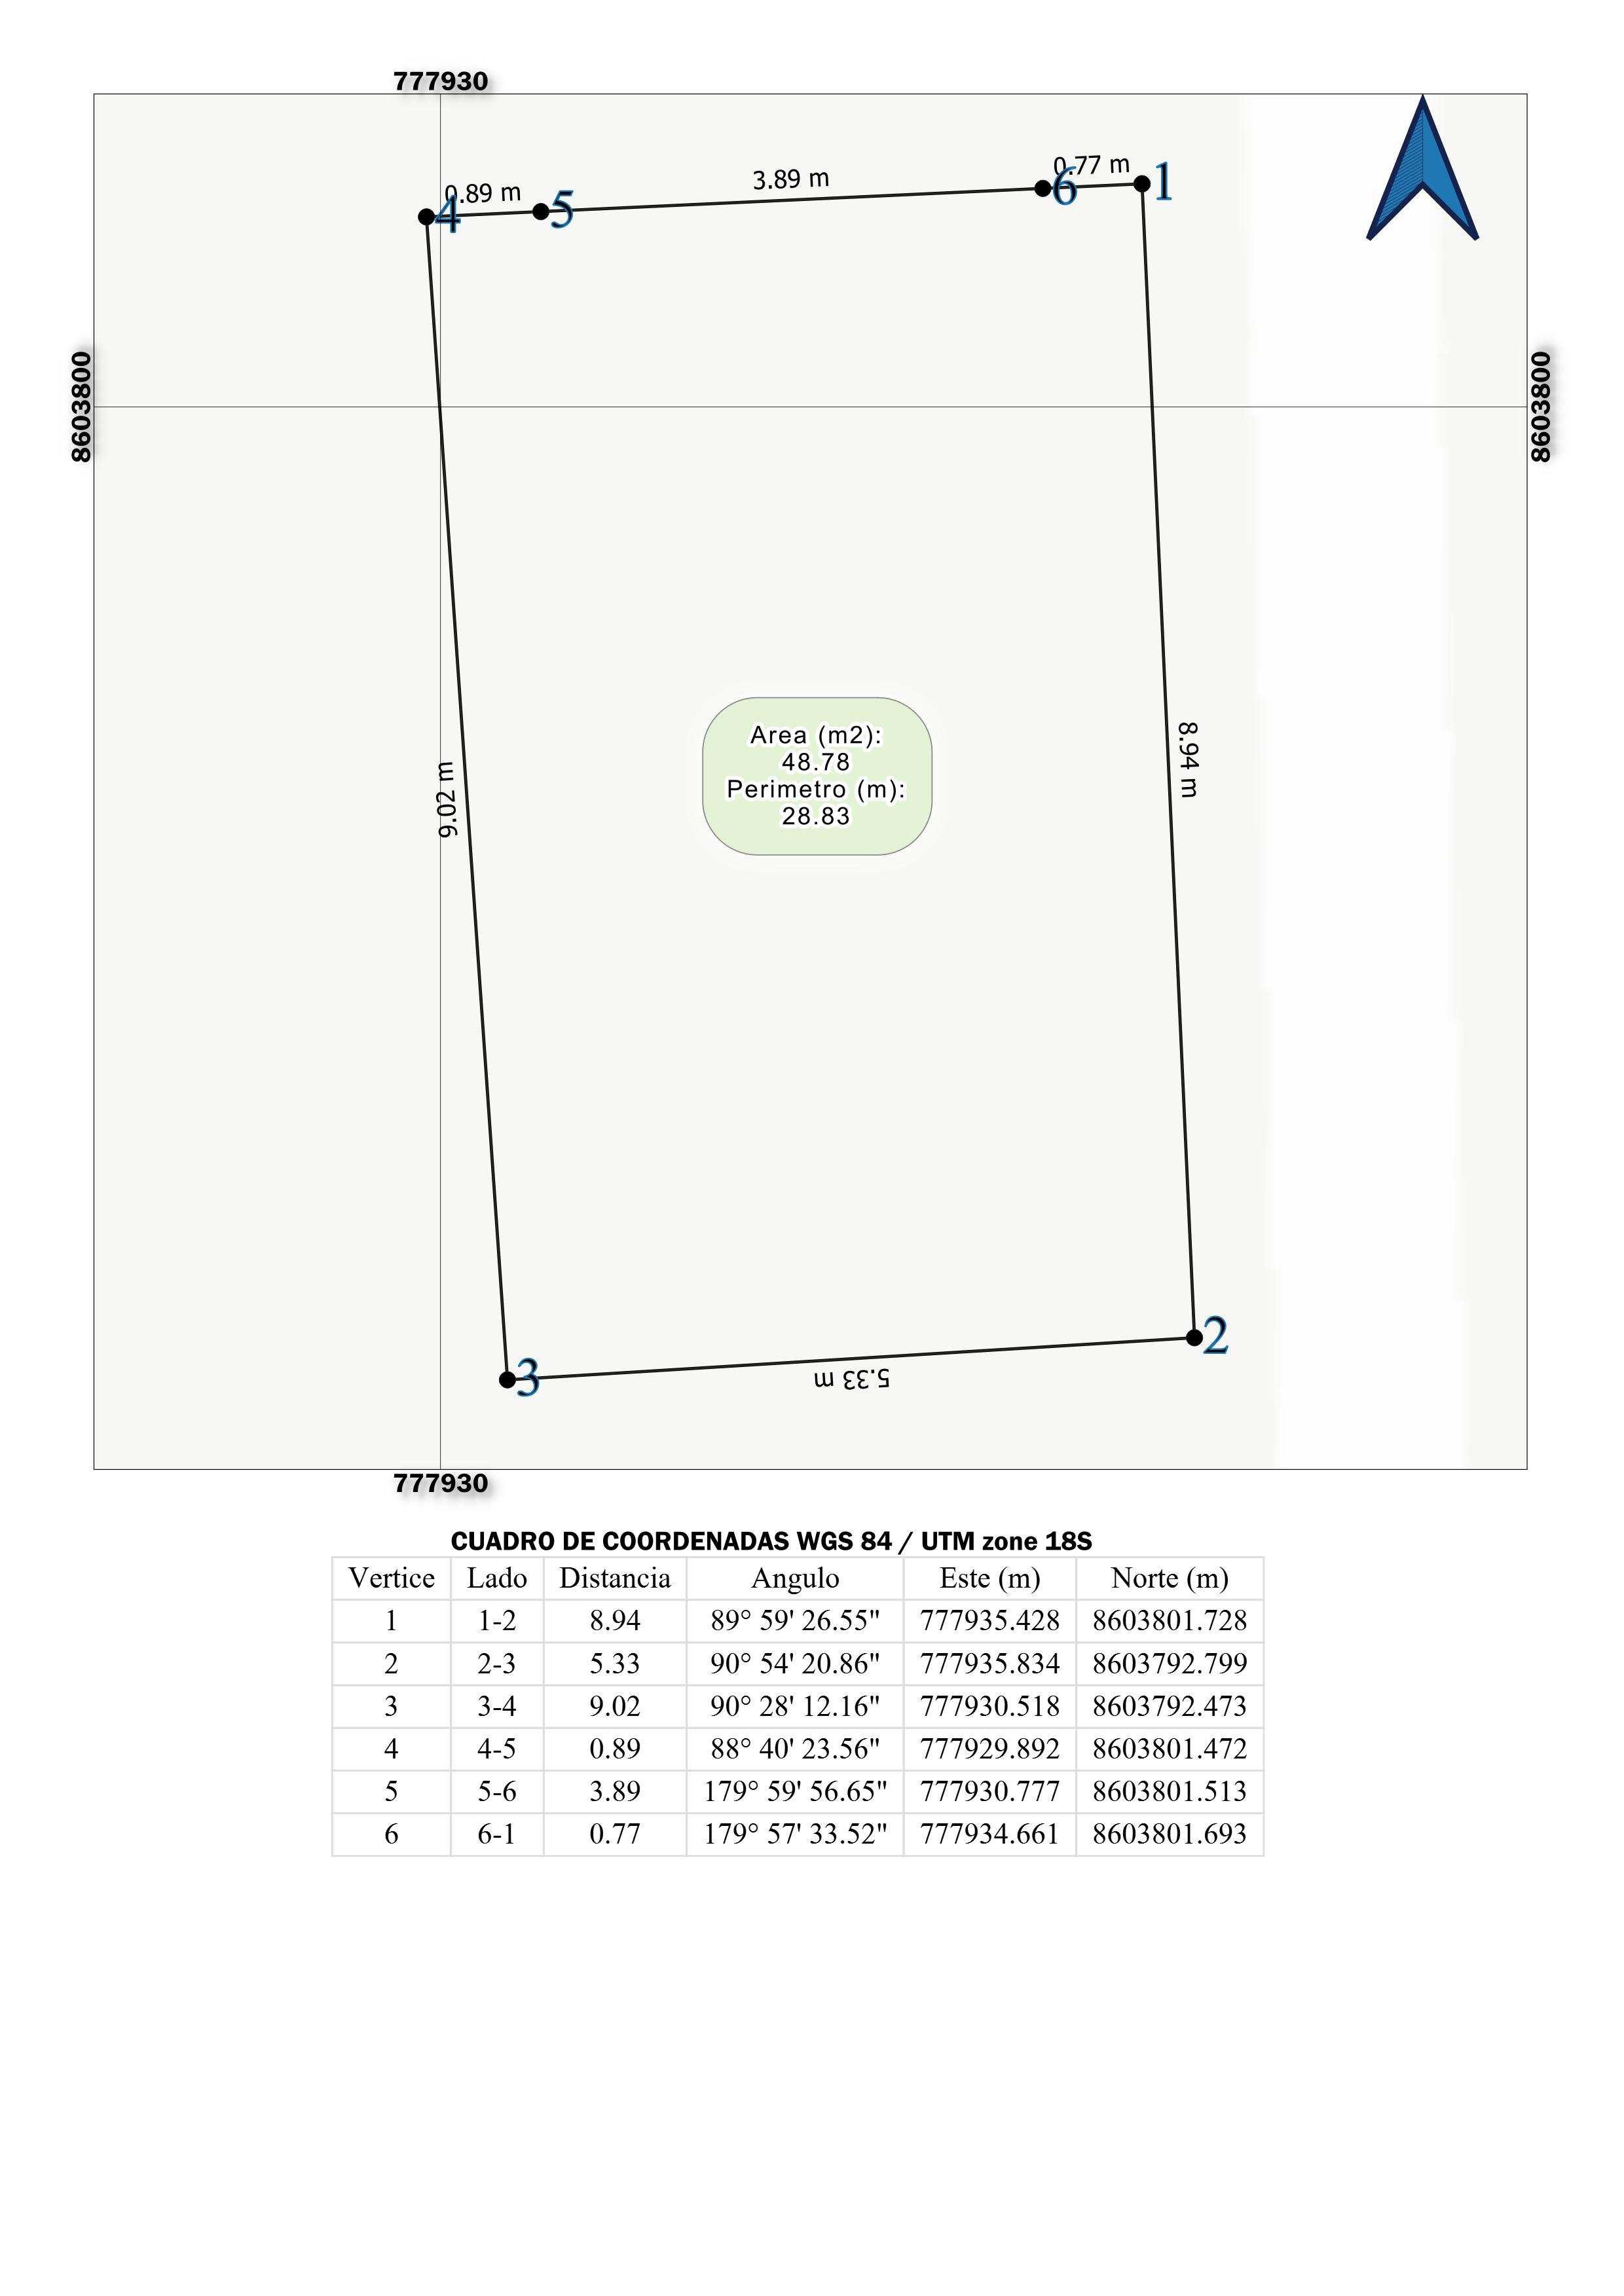 777930
0.77 m
3.89 m
0.89 m
1
6
5
4
8603800
8603800
8.94 m
9.02 m
Area (m2):
48.78
Perimetro (m):
28.83
2
3
5.33 m
777930
CUADRO DE COORDENADAS WGS 84 / UTM zone 18S
Vertice Lado Distancia Angulo Este (m) Norte (m)
1 1-2 8.94 89° 59' 26.55" 777935.428 8603801.728
2 2-3 5.33 90° 54' 20.86" 777935.834 8603792.799
3 3-4 9.02 90° 28' 12.16" 777930.518 8603792.473
4 4-5 0.89 88° 40' 23.56" 777929.892 8603801.472
5 5-6 3.89 179° 59' 56.65" 777930.777 8603801.513
6 6-1 0.77 179° 57' 33.52" 777934.661 8603801.693